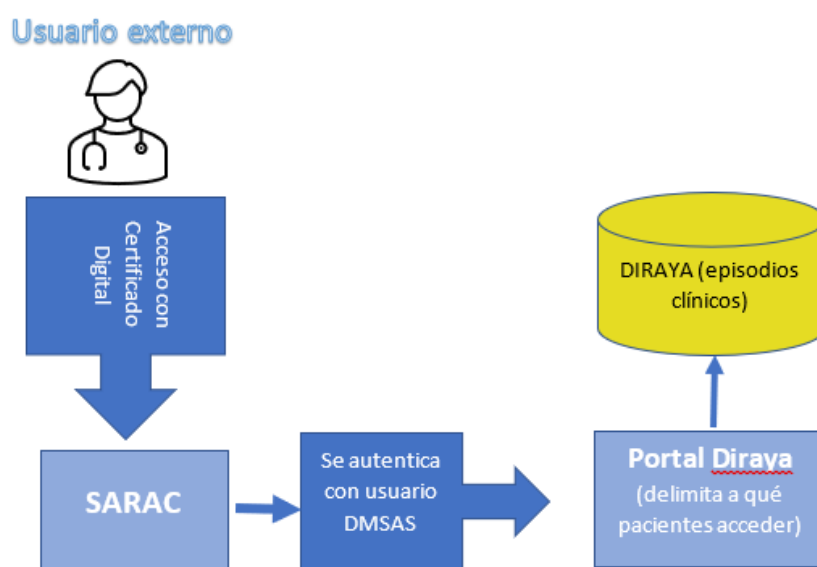 Usuario externo
Acceso con
Certificado
Digital
SARAC
Se autentica
con usuario
DMSAS
Portal Diraya
(delimita a qué
pacientes acceder)
DIRAYA (episodios
clínicos)